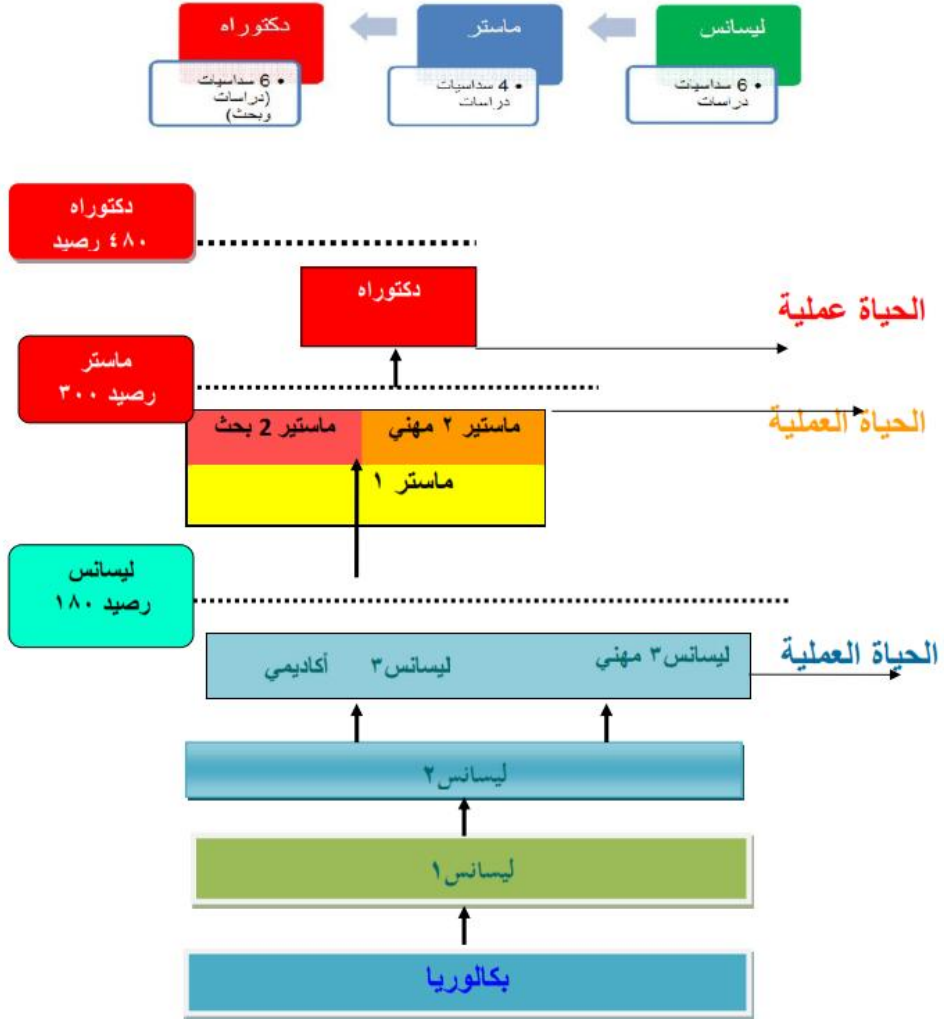 ليسانس
• 6 سداسيات
دراسات
ماستر
• 4 سداسيات
دراسات
دكتوراه
• 6 سداسيات
(دراسات
وبحث)
دكتوراه
٤٨٠ رصيد
دكتوراه
الحياة عملية
ماستر
رصيد ٣٠٠
ماستير ٢ مهني
ماستير 2 بحث
الحياة العملية
ماستر ١
ليسانس
رصيد ١٨٠
ليسانس٣ مهني
ليسانس٣ أكاديمي
الحياة العملية
ليسانس٢
ليسانس١
بكالوريا